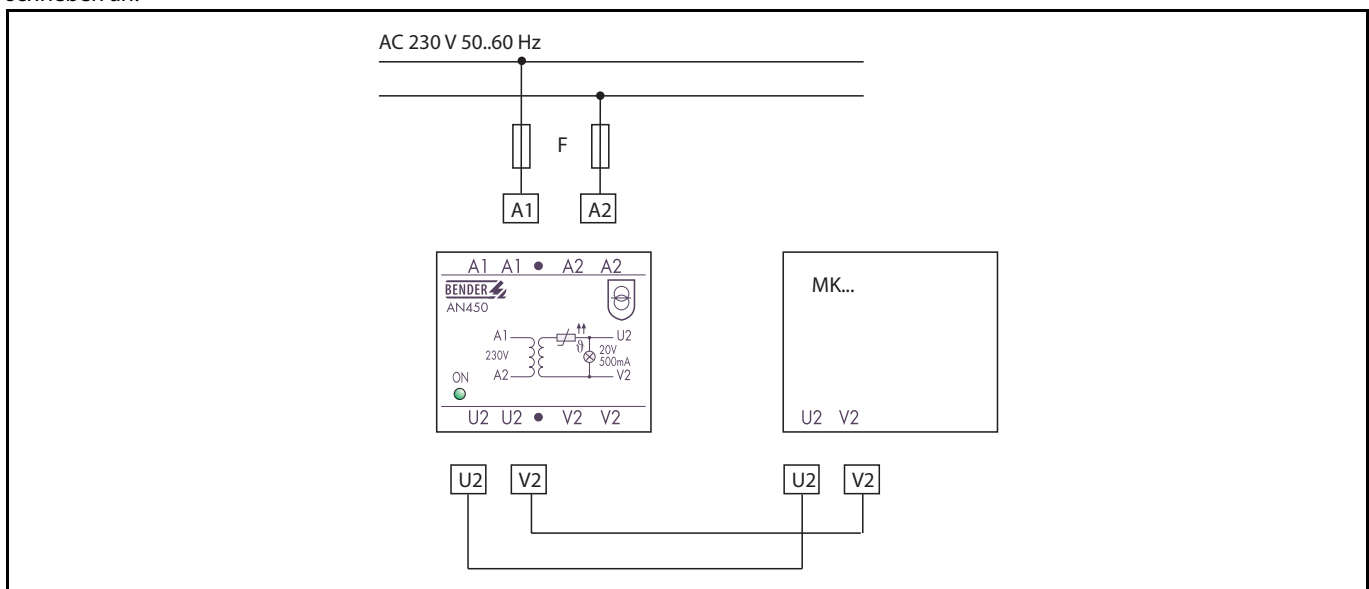 AC 230 V 50..60 Hz
F
A1 A2
A1 A1 • A2 A2
BENDER
AN450
MK...
A1 U2
230V ϑ 20V
500mA
A2 V2
ON
U2 U2 • V2 V2
U2 V2
U2 V2 U2 V2